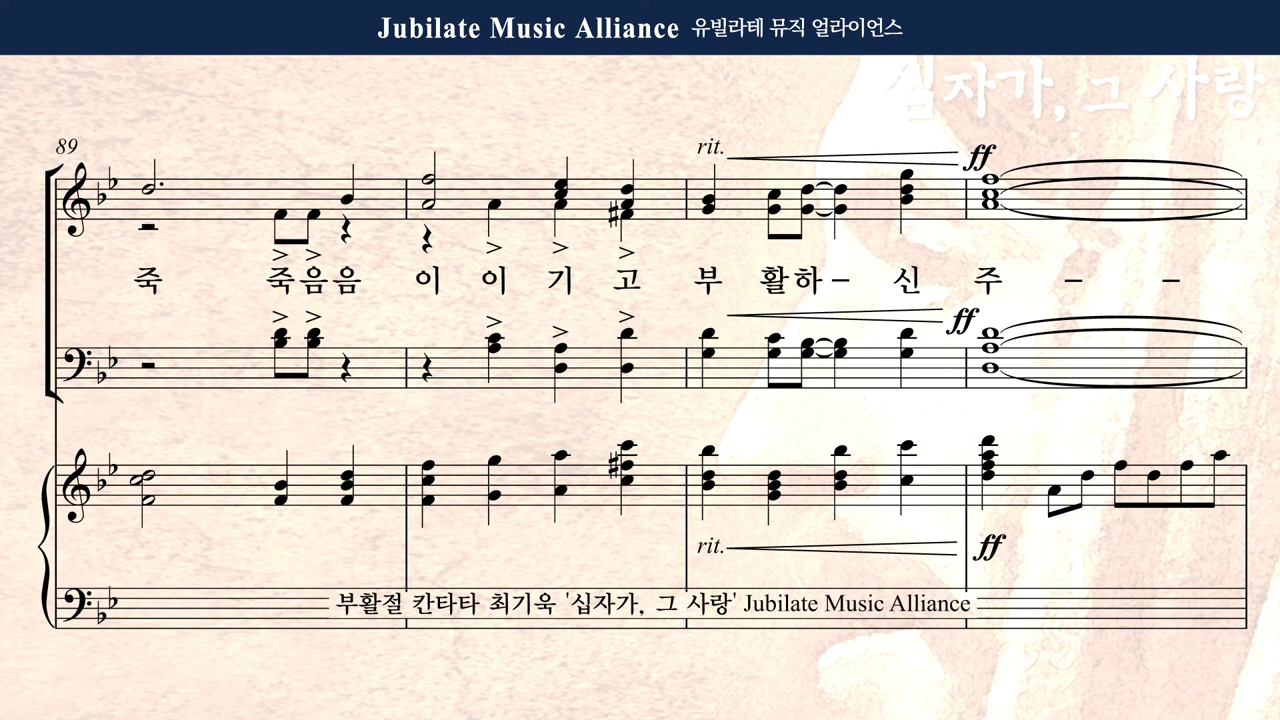 Jubilate Music Alliance 유빌라테 뮤직 얼라이언스
십자가, 그 사랑
89
rit. ff
죽 죽음음 이 이 기 고 부 활하– 신 주 – –
ff
rit. ff
부활절 칸타타 최기욱 '십자가, 그 사랑' Jubilate Music Alliance